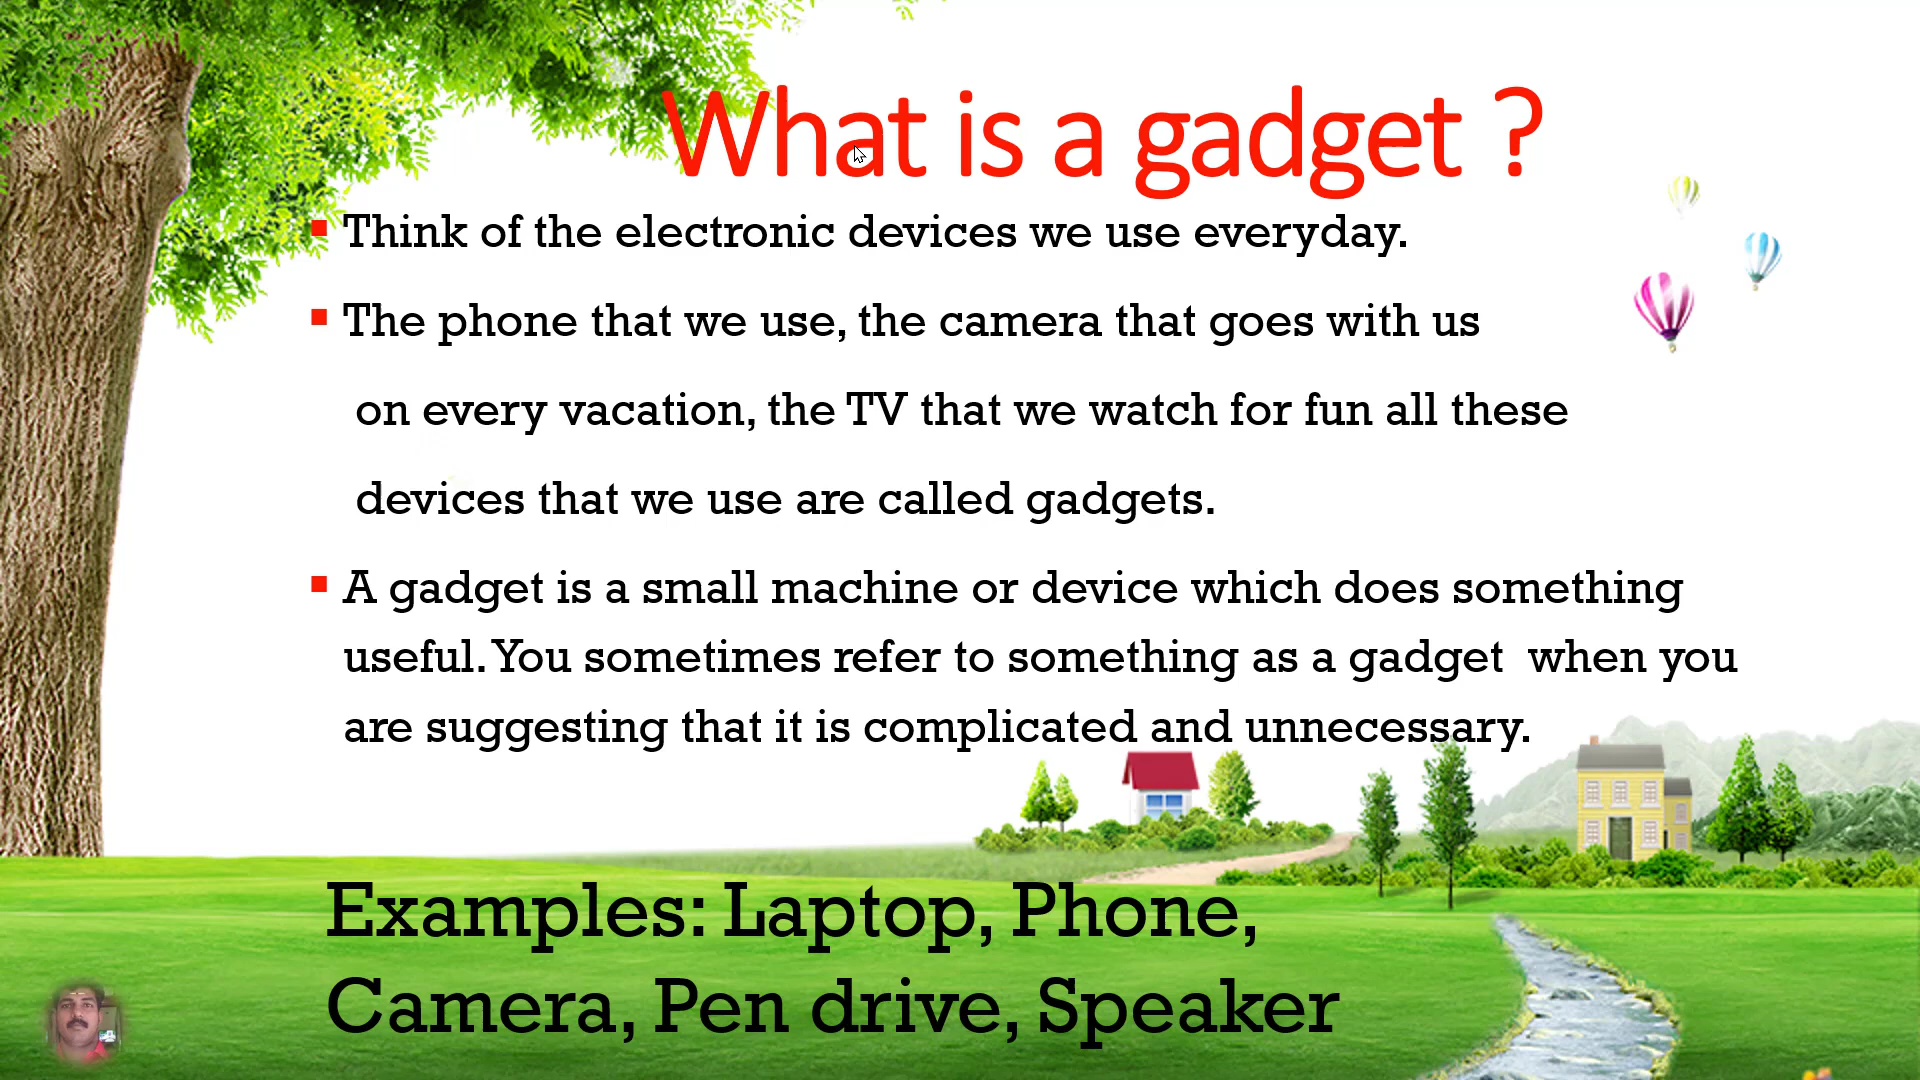 What is a gadget ?
Think of the electronic devices we use everyday.
The phone that we use, the camera that goes with us
on every vacation, the TV that we watch for fun all these
devices that we use are called gadgets.
A gadget is a small machine or device which does something
useful. You sometimes refer to something as a gadget  when you
are suggesting that it is complicated and unnecessary.
Examples: Laptop, Phone,
Camera, Pen drive, Speaker